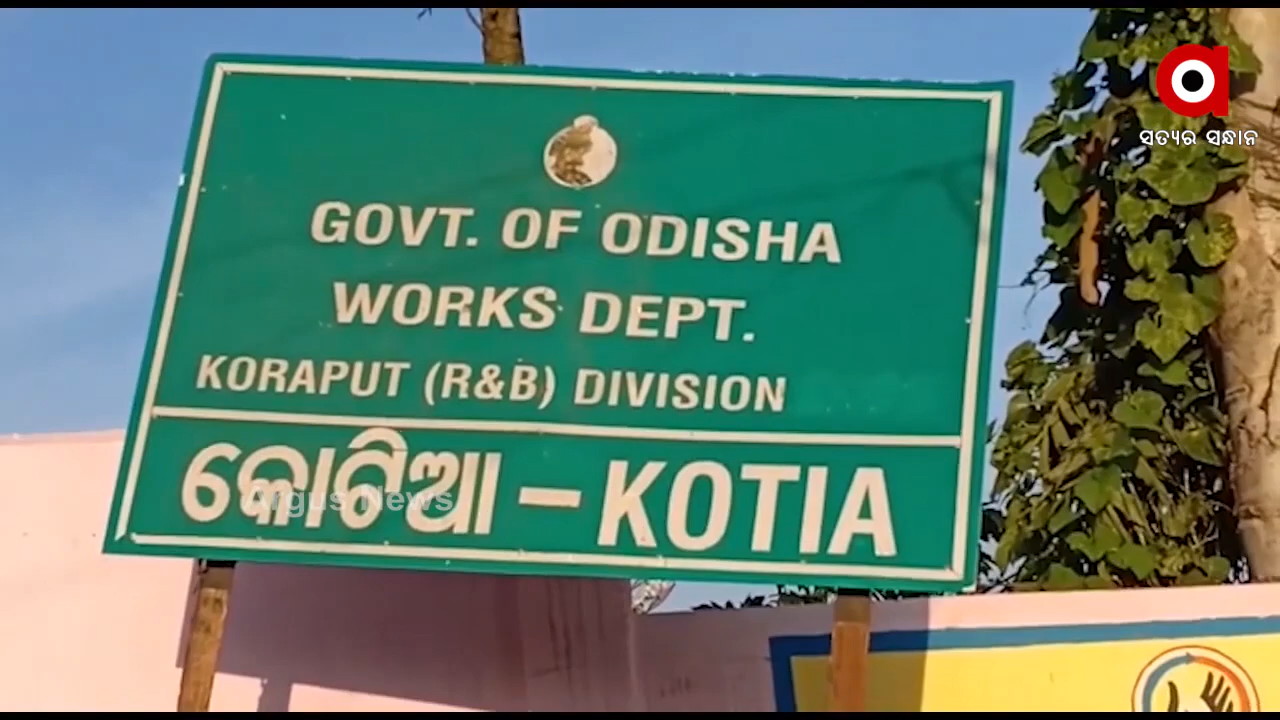 ସତ୍ୟର ସନ୍ଧାନ
GOVT. OF ODISHA
WORKS DEPT.
KORAPUT (R&B) DIVISION
କୋଟିଆ – KOTIA
Argus News